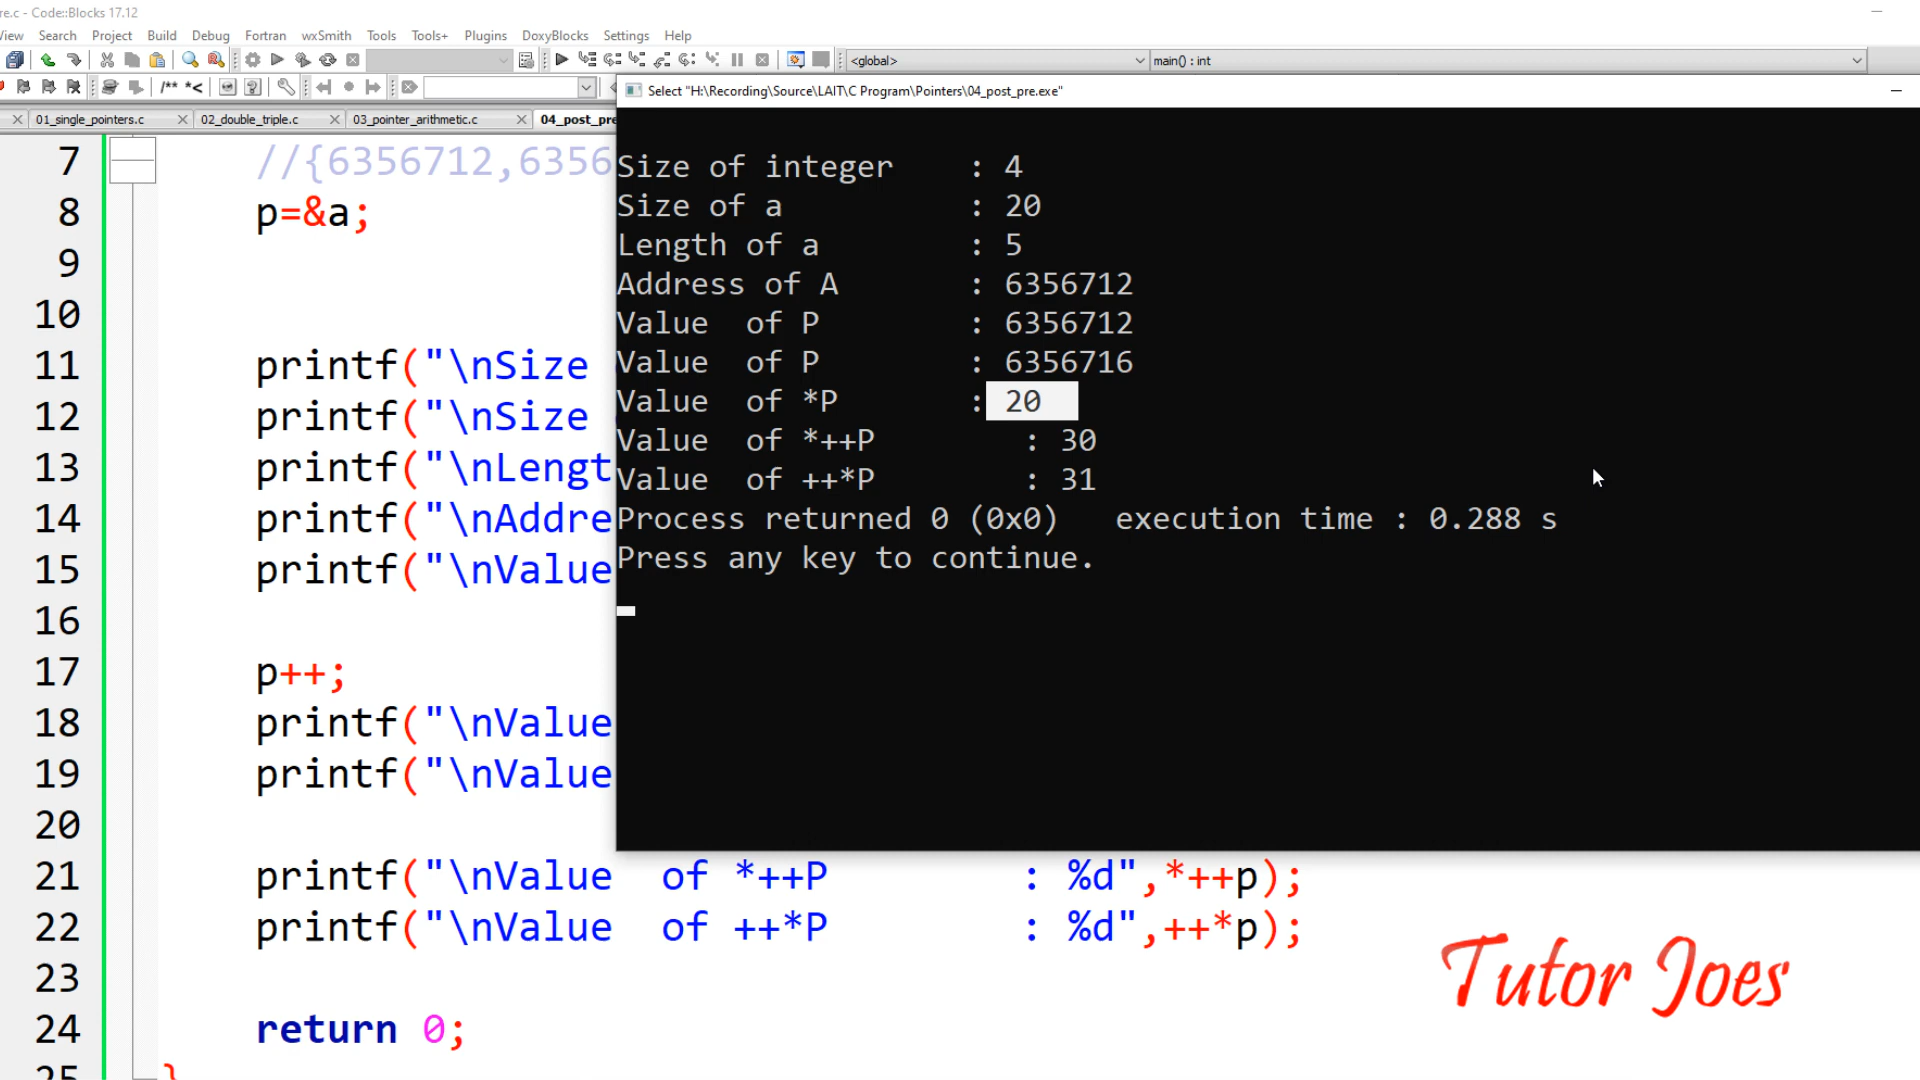 re.c - Code::Blocks 17.12
View Search Project Build Debug Fortran wxSmith Tools Tools+ Plugins DoxyBlocks Settings Help
<global> main() : int
/** *<
01_single_pointers.c 02_double_triple.c 03_pointer_arithmetic.c 04_post_pre
Select "H:\Recording\Source\LAIT\C Program\Pointers\04_post_pre.exe"
7 //{6356712,6356
8 p=&a;
9
10
11 printf("\nSize
12 printf("\nSize
13 printf("\nLengt
14 printf("\nAddre
15 printf("\nValue
16
17 p++;
18 printf("\nValue
19 printf("\nValue
20
21 printf("\nValue  of *++P : %d",*++p);
22 printf("\nValue  of ++*P : %d",++*p);
23
24 return 0;
25 }
Size of integer : 4
Size of a : 20
Length of a : 5
Address of A : 6356712
Value  of P : 6356712
Value  of P : 6356716
Value  of *P : 20
Value  of *++P : 30
Value  of ++*P : 31
Process returned 0 (0x0)   execution time : 0.288 s
Press any key to continue.
Tutor Joes